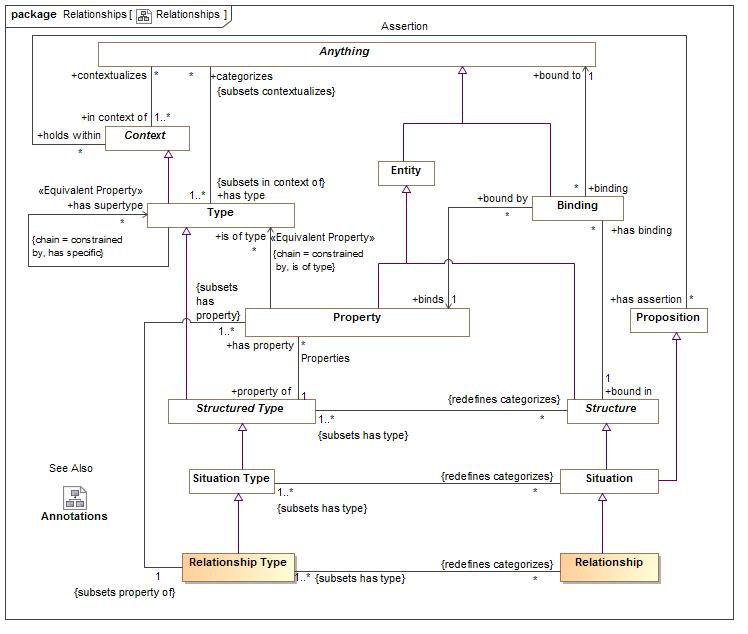 package Relationships [ Relationships ]
Assertion
Anything
+contextualizes
*
*
+categorizes
{subsets contextualizes}
+bound to
1
+in context of
1..*
+holds within
*
Context
Entity
«Equivalent Property»
+has supertype
*
1..*
{subsets in context of}
+has type
+bound by
*
*
+binding
Type
Binding
{chain = constrained
by, has specific}
+is of type
*
«Equivalent Property»
{chain = constrained
by, is of type}
*
+has binding
{subsets
has
property}
1..*
+binds
1
+has assertion
*
Property
Proposition
+has property
*
Properties
+property of
1
1
+bound in
Structured Type
{redefines categorizes}
Structure
1..*
*
{subsets has type}
See Also
Annotations
Situation Type
{redefines categorizes}
Situation
1..*
*
{subsets has type}
Relationship Type
{redefines categorizes}
Relationship
1
1..*
{subsets has type}
*
{subsets property of}